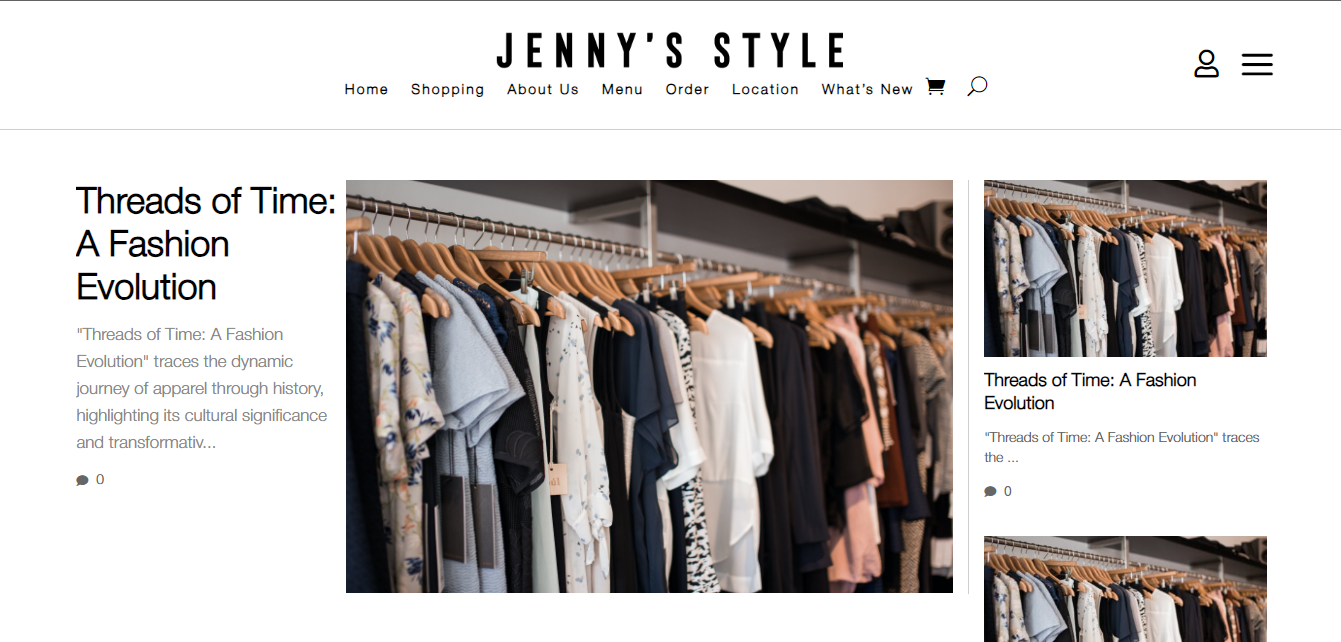 JENNY'S STYLE
Home Shopping About Us Menu Order Location What's New
Threads of Time:
A Fashion
Evolution
"Threads of Time: A Fashion
Evolution" traces the dynamic
journey of apparel through history,
highlighting its cultural significance
and transformativ...
0
Threads of Time: A Fashion
Evolution
"Threads of Time: A Fashion Evolution" traces
the ...
0